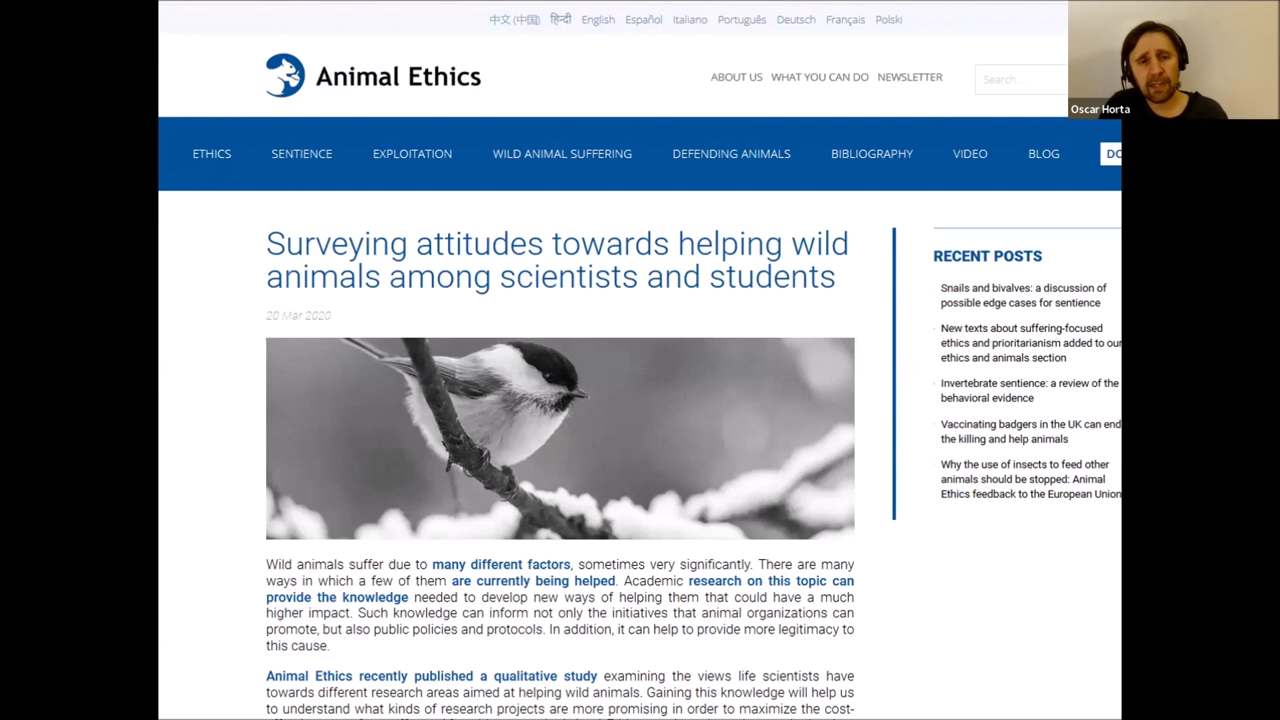 中文 (中国) हिन्दी English Español Italiano Português Deutsch Français Polski
Animal Ethics
ABOUT US WHAT YOU CAN DO NEWSLETTER
Search ...
Oscar Horta
ETHICS SENTIENCE EXPLOITATION WILD ANIMAL SUFFERING DEFENDING ANIMALS BIBLIOGRAPHY VIDEO BLOG DO
Surveying attitudes towards helping wild
animals among scientists and students
20 Mar 2020
Wild animals suffer due to many different factors, sometimes very significantly. There are many
ways in which a few of them are currently being helped. Academic research on this topic can
provide the knowledge needed to develop new ways of helping them that could have a much
higher impact. Such knowledge can inform not only the initiatives that animal organizations can
promote, but also public policies and protocols. In addition, it can help to provide more legitimacy to
this cause.
Animal Ethics recently published a qualitative study examining the views life scientists have
towards different research areas aimed at helping wild animals. Gaining this knowledge will help us
to understand what kinds of research projects are more promising in order to maximize the cost-
RECENT POSTS
Snails and bivalves: a discussion of
possible edge cases for sentience
New texts about suffering-focused
ethics and prioritarianism added to our
ethics and animals section
Invertebrate sentience: a review of the
behavioral evidence
Vaccinating badgers in the UK can end
the killing and help animals
Why the use of insects to feed other
animals should be stopped: Animal
Ethics feedback to the European Union